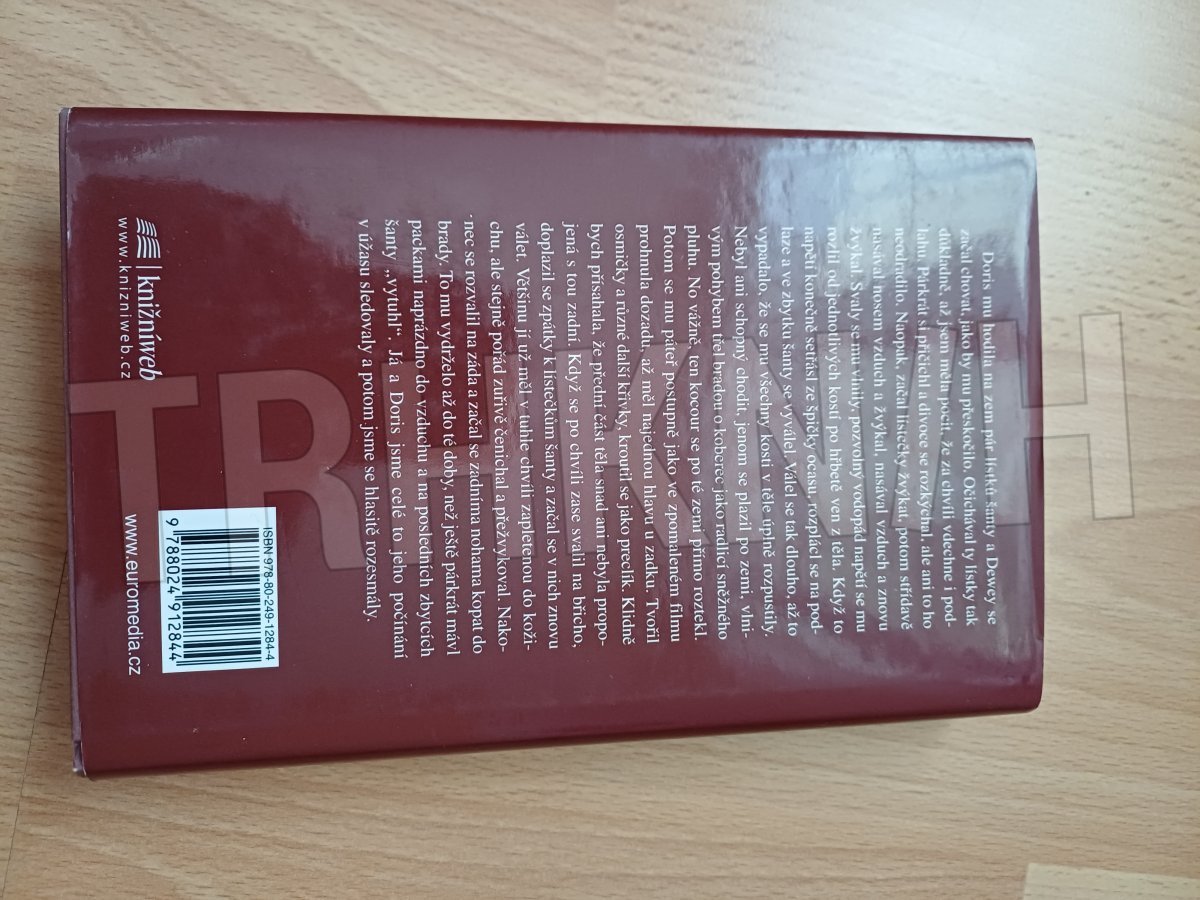 Doris mu hodila na zem pár lístků šanty a Dewey se
začal chovat, jako by mu přeskočilo. Očichával ty lístky tak
důkladně, až jsem měla pocit, že za chvíli vdechne i pod-
lahu. Párkrát si přičichl a divoce se rozkýchal, ale ani to ho
neodradilo. Naopak, začal lístečky žvýkat, potom střídavě
nasával nosem vzduch a žvýkal, nasával vzduch a znovu
žvýkal. Svaly se mu vlnily, pozvolný vodopád napětí se mu
rozlil od jednotlivých kostí po hřbetě ven z těla. Když to
napětí konečně setřásl ze špičky ocasu, rozplácl se na pod-
laze a ve zbytku šanty se vyválel. Válel se tak dlouho, až to
vypadalo, že se mu všechny kosti v těle úplně rozpustily.
Nebyl ani schopný chodit, jenom se plazil po zemi, vlni-
vým pohybem třel bradou o koberec jako radlicí sněžného
pluhu. No vážně, ten kocour se po té zemi přímo roztekl.
Potom se mu páteř postupně jako ve zpomaleném filmu
prohnula dozadu, až měl najednou hlavu u zadku. Tvořil
osmičky a různé další křivky, kroutil se jako preclík. Klidně
bych přísahala, že přední část těla snad ani nebyla propo-
jená s tou zadní. Když se po chvíli zase svalil na břicho,
doplazil se zpátky k lístečkům šanty a začal se v nich znovu
válet. Většinu jí už měl v tuhle chvíli zapletenou do koži-
chu, ale stejně pořád zuřivě čenichal a přežvykoval. Nako-
nec se rozvalil na záda a začal se zadníma nohama kopat do
brady. To mu vydrželo až do té doby, než ještě párkrát mávl
packami naprázdno do vzduchu a na posledních zbytcích
šanty „vytuhl“. Já a Doris jsme celé to jeho počínání
v úžasu sledovaly a potom jsme se hlasitě rozesmály.
ISBN 978-80-249-1284-4
9 788024 912844
knižníweb
www.knizniweb.cz
www.euromedia.cz
TRHKNIH